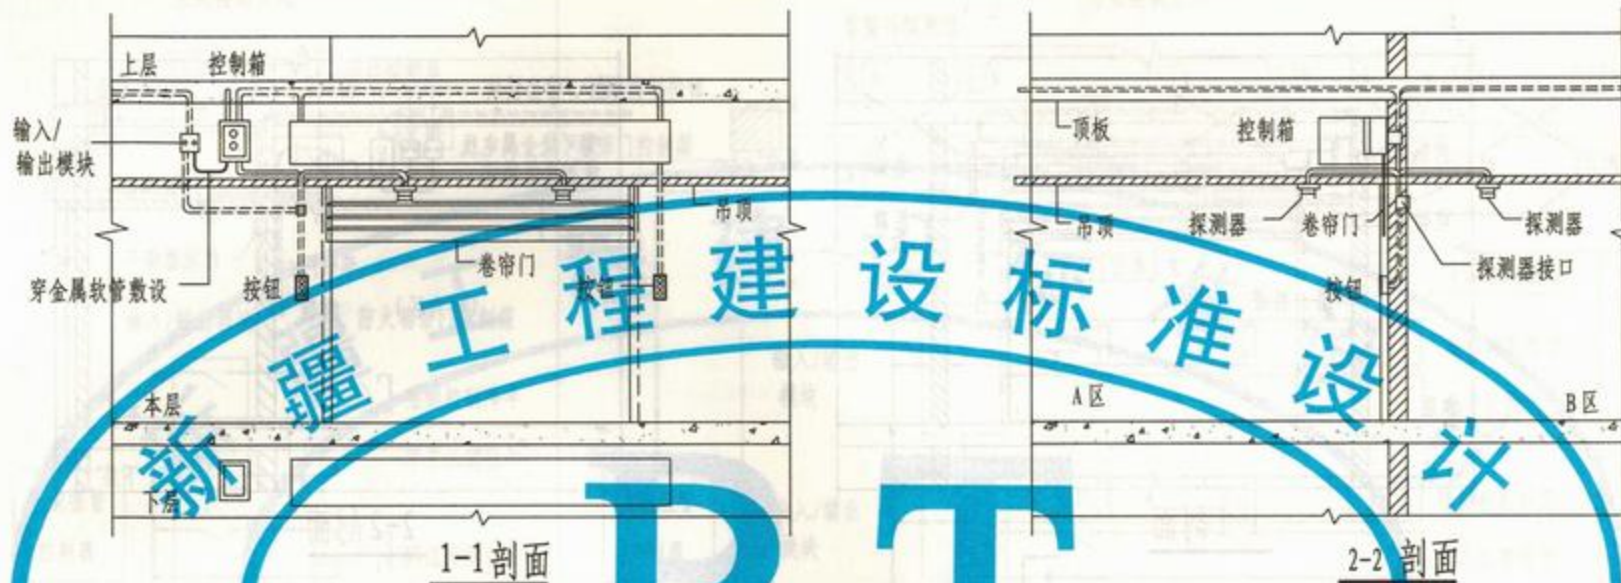 上层
控制箱
输入/
输出模块
穿金属软管敷设
按钮
卷帘门
按钮
吊顶
本层
下层
1-1 剖面
顶板
控制箱
吊顶
探测器
卷帘门
探测器
探测器接口
按钮
A区
B区
2-2 剖面
新疆工程建设标准设计